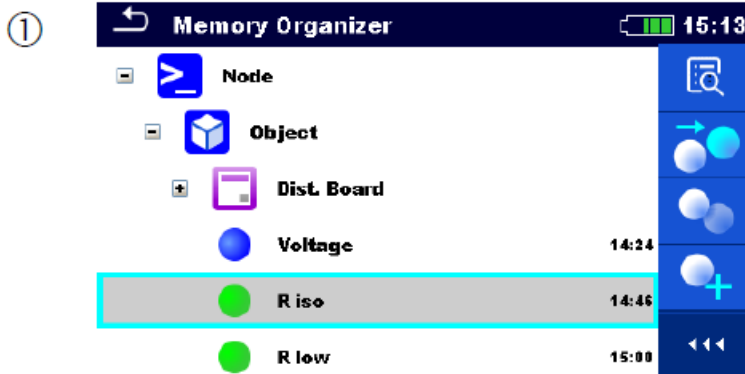 ①
Memory Organizer 15:13
Node
Object
Dist. Board
Voltage 14:24
R iso 14:46
R low 15:00